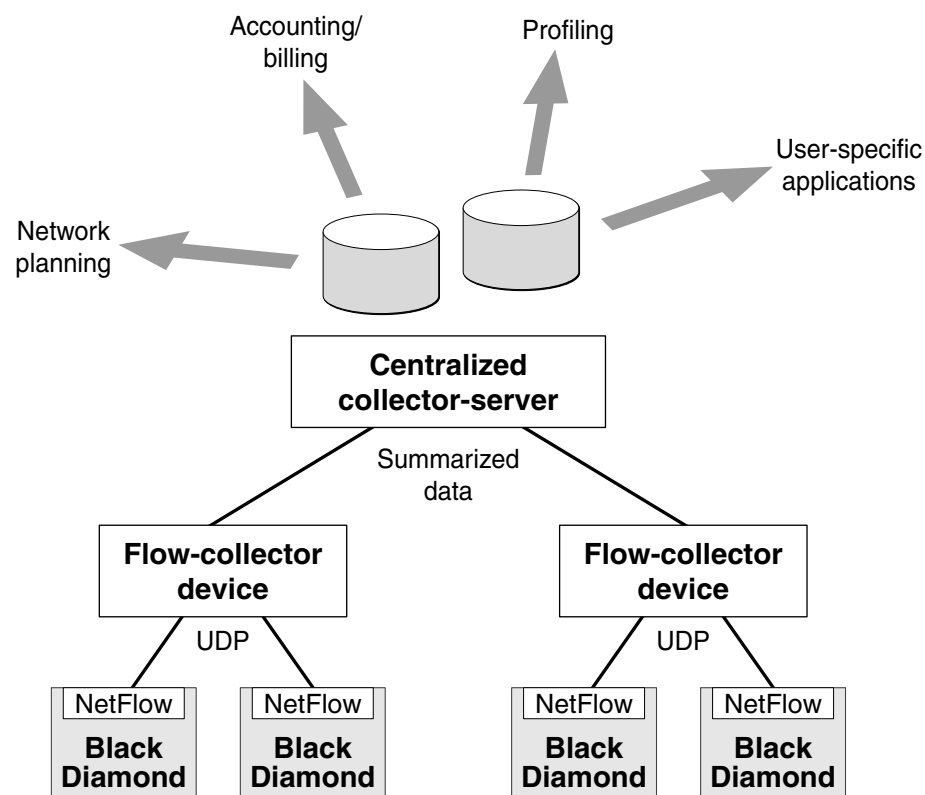 Accounting/
billing
Profiling
User-specific
applications
Network
planning
Centralized
collector-server
Summarized
data
Flow-collector
device
Flow-collector
device
UDP
UDP
NetFlow
Black
Diamond
NetFlow
Black
Diamond
NetFlow
Black
Diamond
NetFlow
Black
Diamond